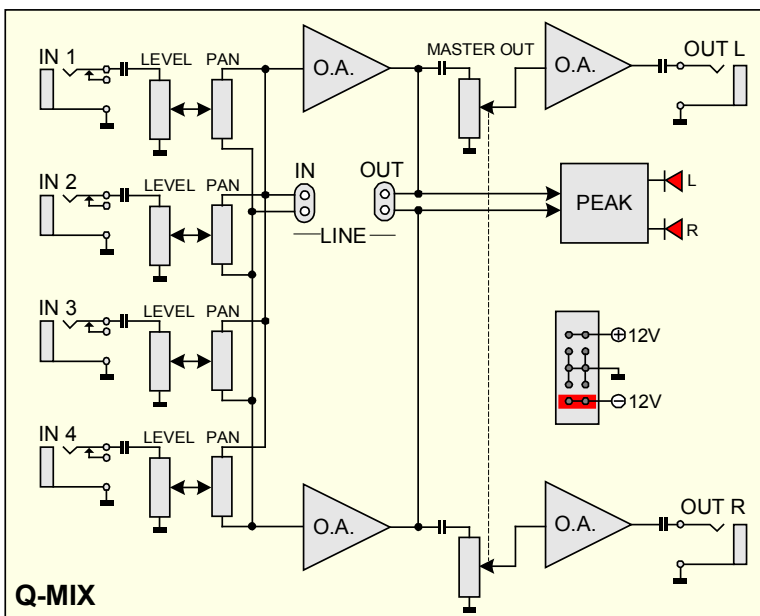 IN 1
LEVEL
PAN
O.A.
MASTER OUT
O.A.
OUT L
IN 2
LEVEL
PAN
IN
OUT
LINE
PEAK
L
R
IN 3
LEVEL
PAN
+12V
−12V
IN 4
LEVEL
PAN
O.A.
O.A.
OUT R
Q-MIX